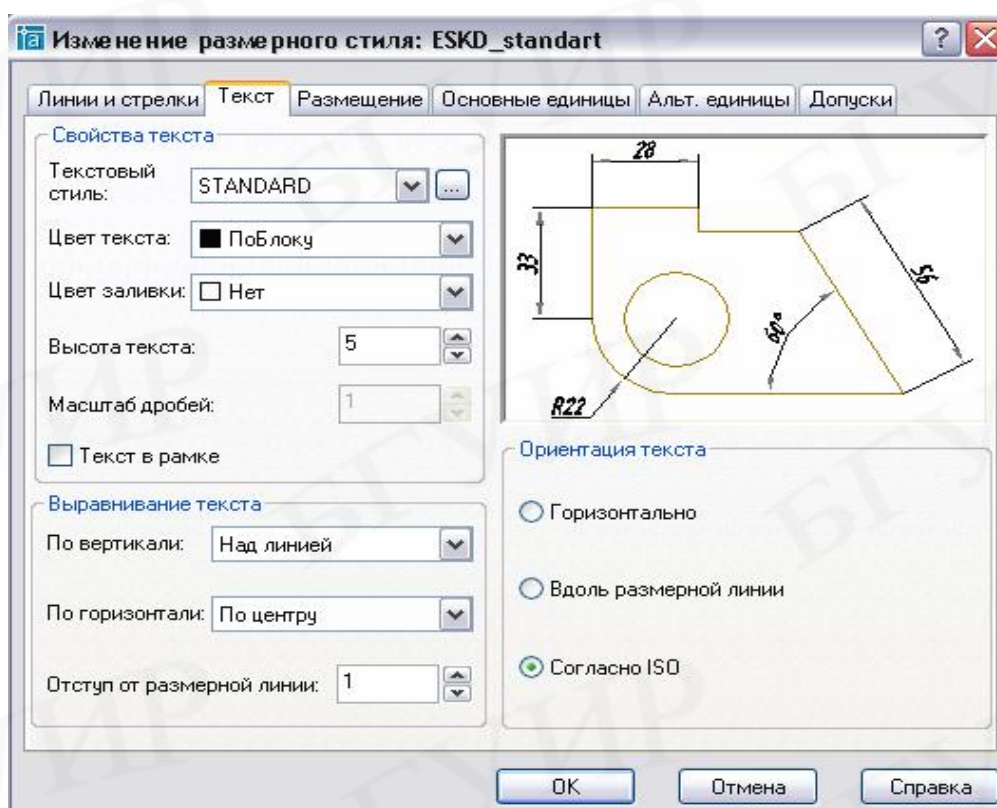 Изменение размерного стиля: ESKD_standart
Линии и стрелки Текст Размещение Основные единицы Альт. единицы Допуски
Свойства текста
Текстовый
стиль:
STANDARD
...
Цвет текста: ПоБлоку
Цвет заливки: Нет
Высота текста: 5
Масштаб дробей: 1
Текст в рамке
Выравнивание текста
По вертикали: Над линией
По горизонтали: По центру
Отступ от размерной линии: 1
28
33
56
60°
R22
Ориентация текста
Горизонтально
Вдоль размерной линии
Согласно ISO
OK Отмена Справка
БГУИР